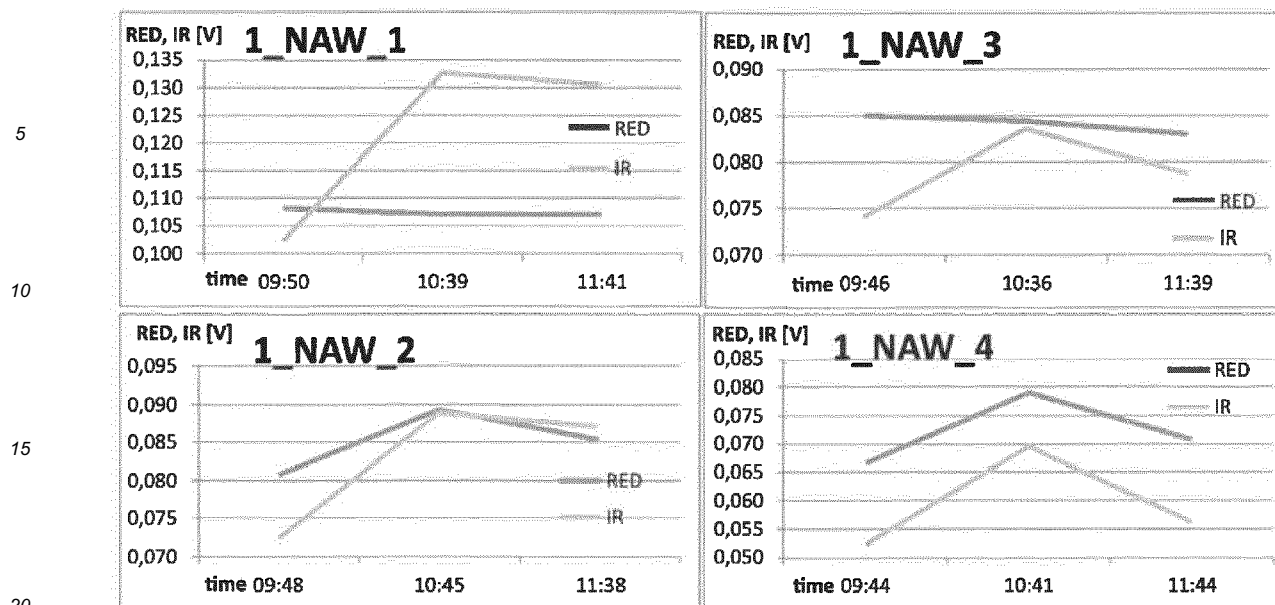 RED, IR [V] 1_NAW_1
0,135
0,130
0,125
0,120
0,115
0,110
0,105
0,100
RED
IR
time 09:50 10:39 11:41
RED, IR [V] 1_NAW_3
0,090
0,085
0,080
0,075
0,070
RED
IR
time 09:46 10:36 11:39
5
10
RED, IR [V] 1_NAW_2
0,095
0,090
0,085
0,080
0,075
0,070
RED
IR
time 09:48 10:45 11:38
RED, IR [V] 1_NAW_4
0,085
0,080
0,075
0,070
0,065
0,060
0,055
0,050
RED
IR
time 09:44 10:41 11:44
15
20